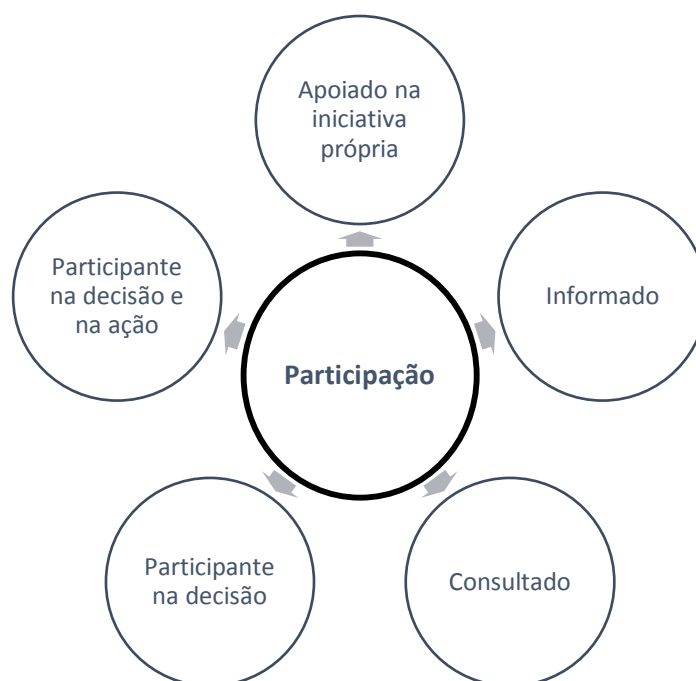 Apoiado na
iniciativa
própria
Participante
na decisão e
na ação
Informado
Participação
Participante
na decisão
Consultado